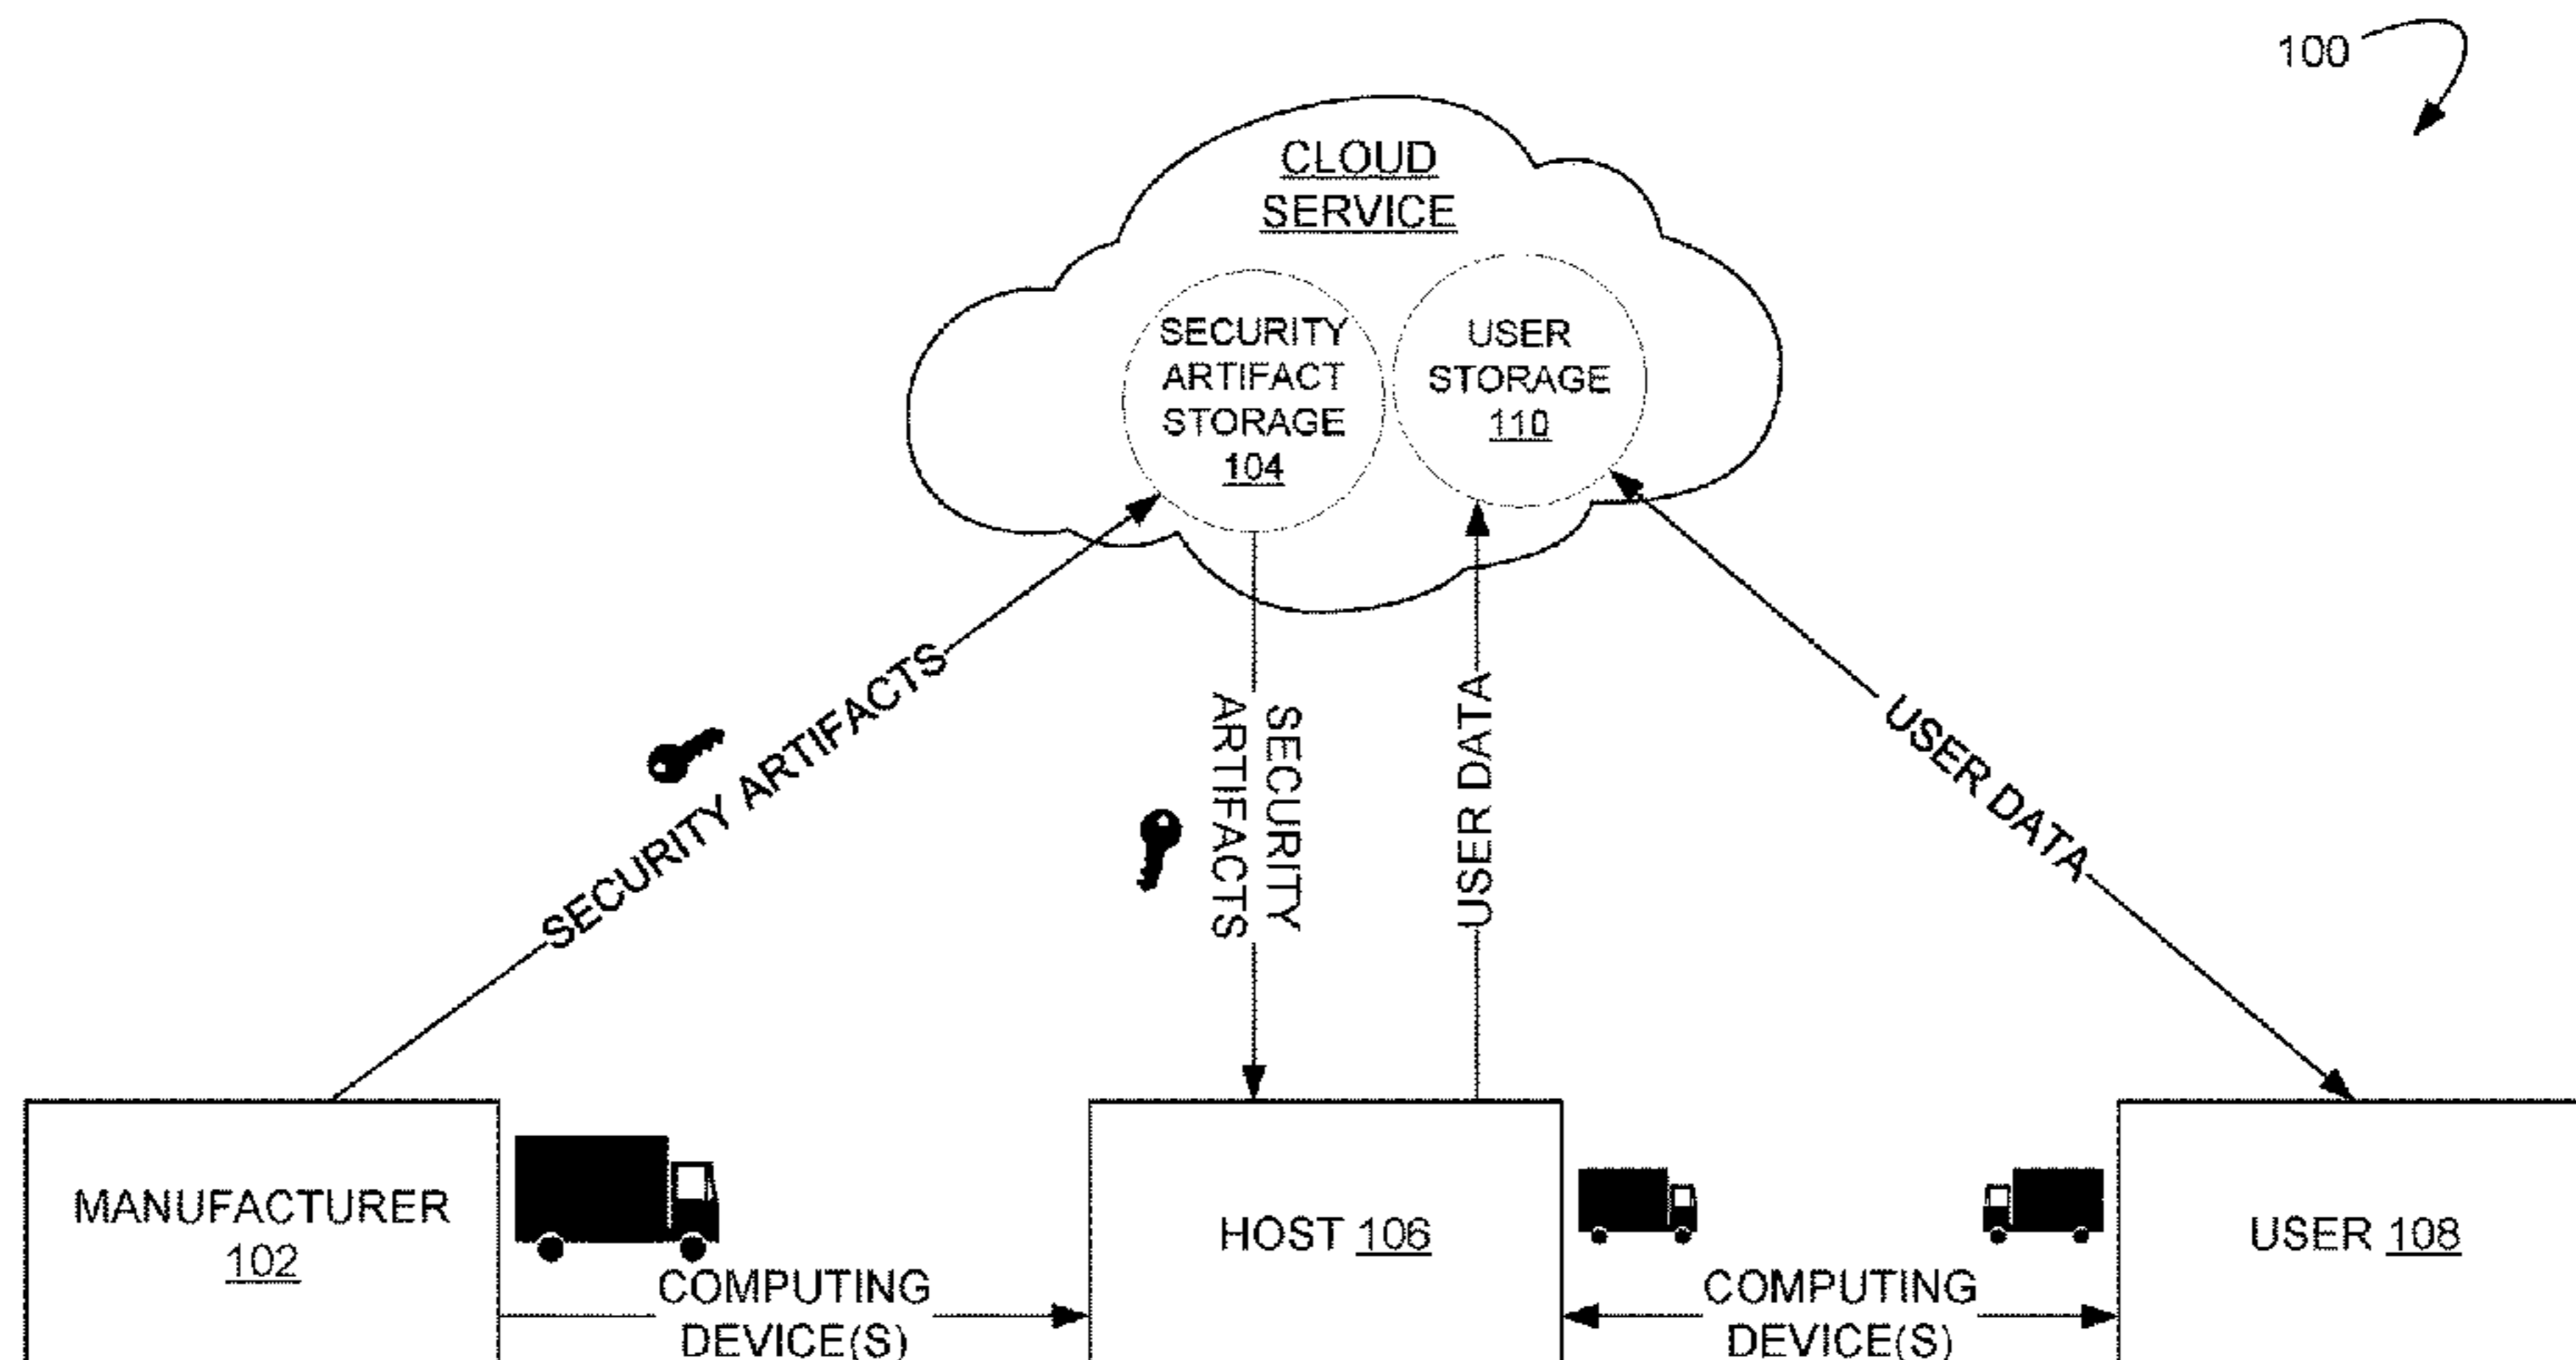 100
CLOUD
SERVICE
SECURITY
ARTIFACT
STORAGE
104
USER
STORAGE
110
SECURITY ARTIFACTS
SECURITY
ARTIFACTS
USER DATA
USER DATA
MANUFACTURER
102
COMPUTING
DEVICE(S)
HOST 106
COMPUTING
DEVICE(S)
USER 108